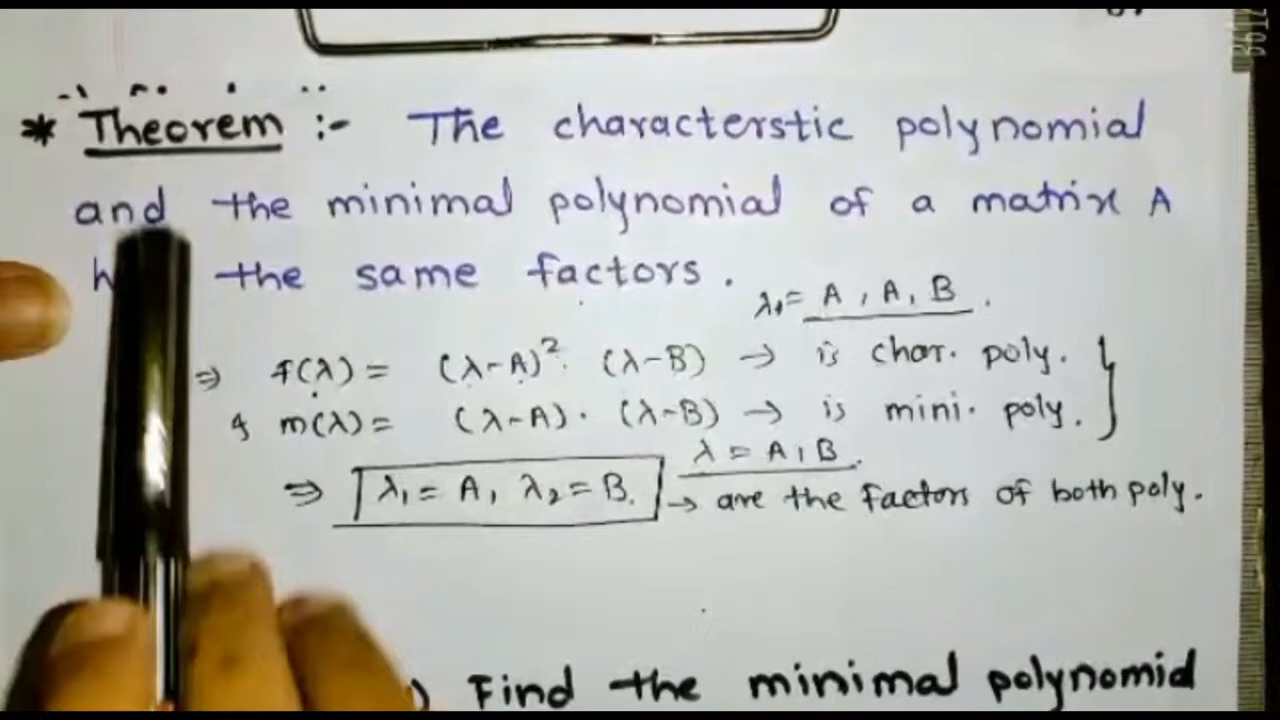 * Theorem :- The characterstic polynomial
and the minimal polynomial of a matrix A
the same factors.
λ₁= A, A, B.
⇒ f(λ) = (λ-A)². (λ-B) → is char. poly.
& m(λ) = (λ-A). (λ-B) → is mini. poly.
λ = A, B.
⇒ λ₁ = A, λ₂ = B. → are the factors of both poly.
) Find the minimal polynomial